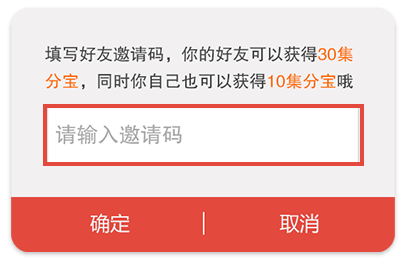 填写好友邀请码，你的好友可以获得30集
分宝，同时你自己也可以获得10集分宝哦
请输入邀请码
确定 | 取消